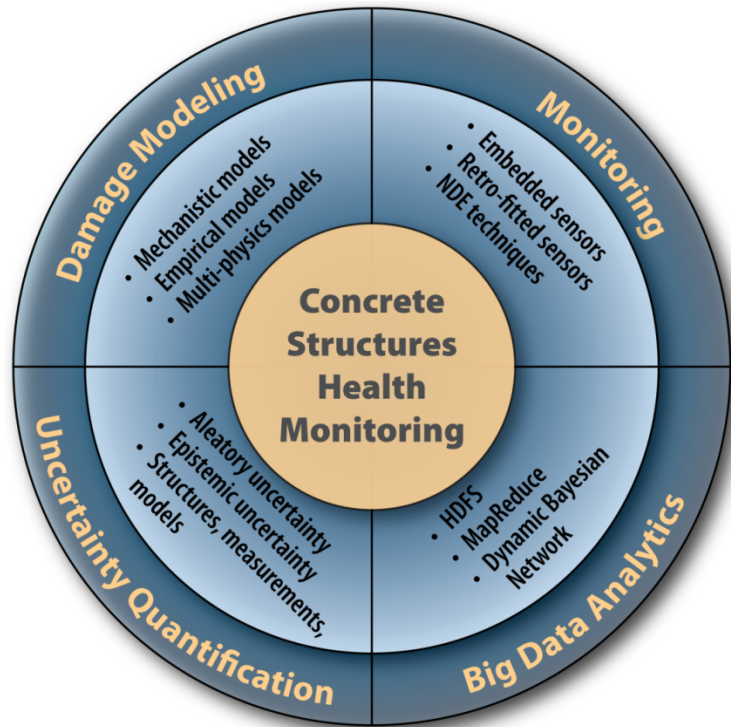 Damage Modeling
• Mechanistic models
• Empirical models
• Multi-physics models
Monitoring
• Embedded sensors
• Retro-fitted sensors
• NDE techniques
Concrete
Structures
Health
Monitoring
Uncertainty Quantification
• Aleatory uncertainty
• Epistemic uncertainty
• Structures, measurements,
models
Big Data Analytics
• HDFS
• MapReduce
• Dynamic Bayesian
Network